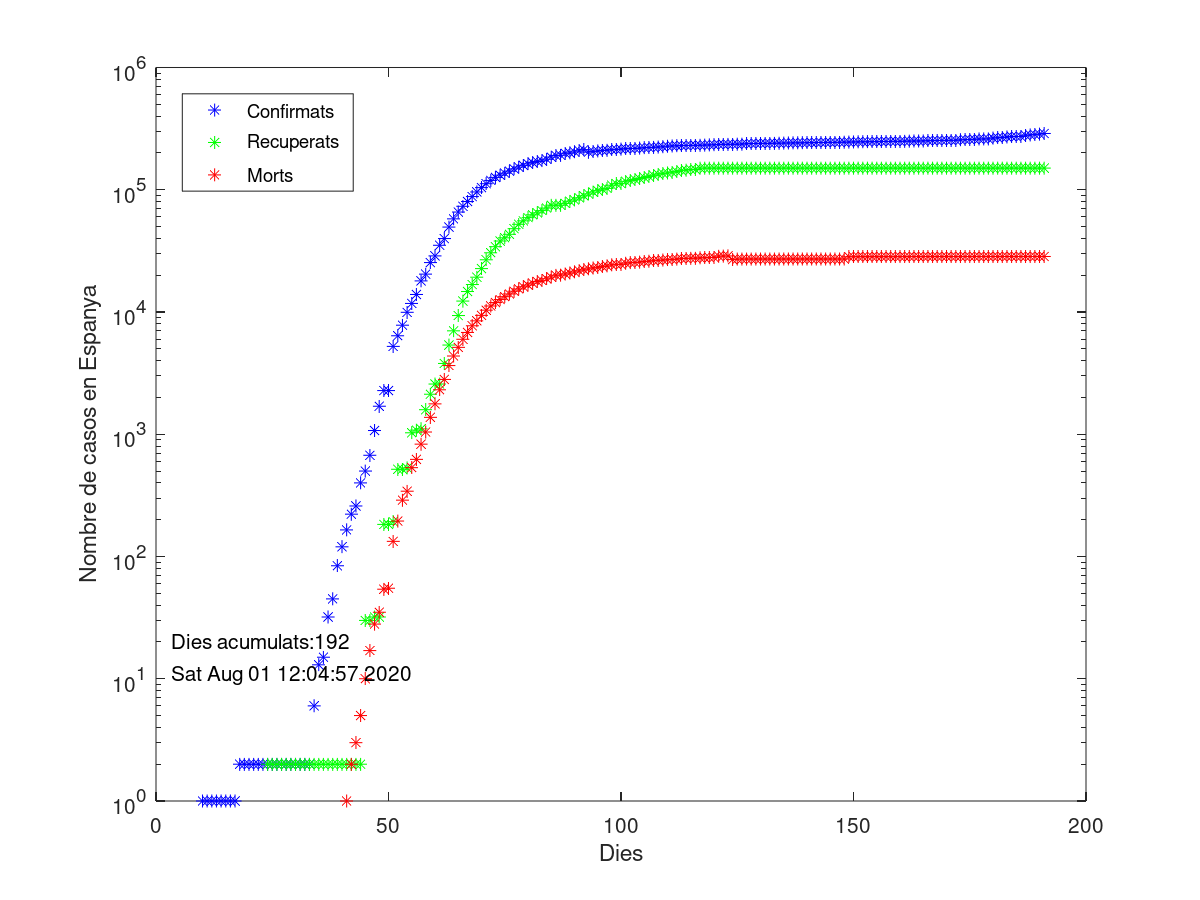 10^6
10^5
10^4
10^3
10^2
10^1
10^0
Confirmats
Recuperats
Morts
Nombre de casos en Espanya
Dies acumulats:192
Sat Aug 01 12:04:57 2020
0 50 100 150 200
Dies